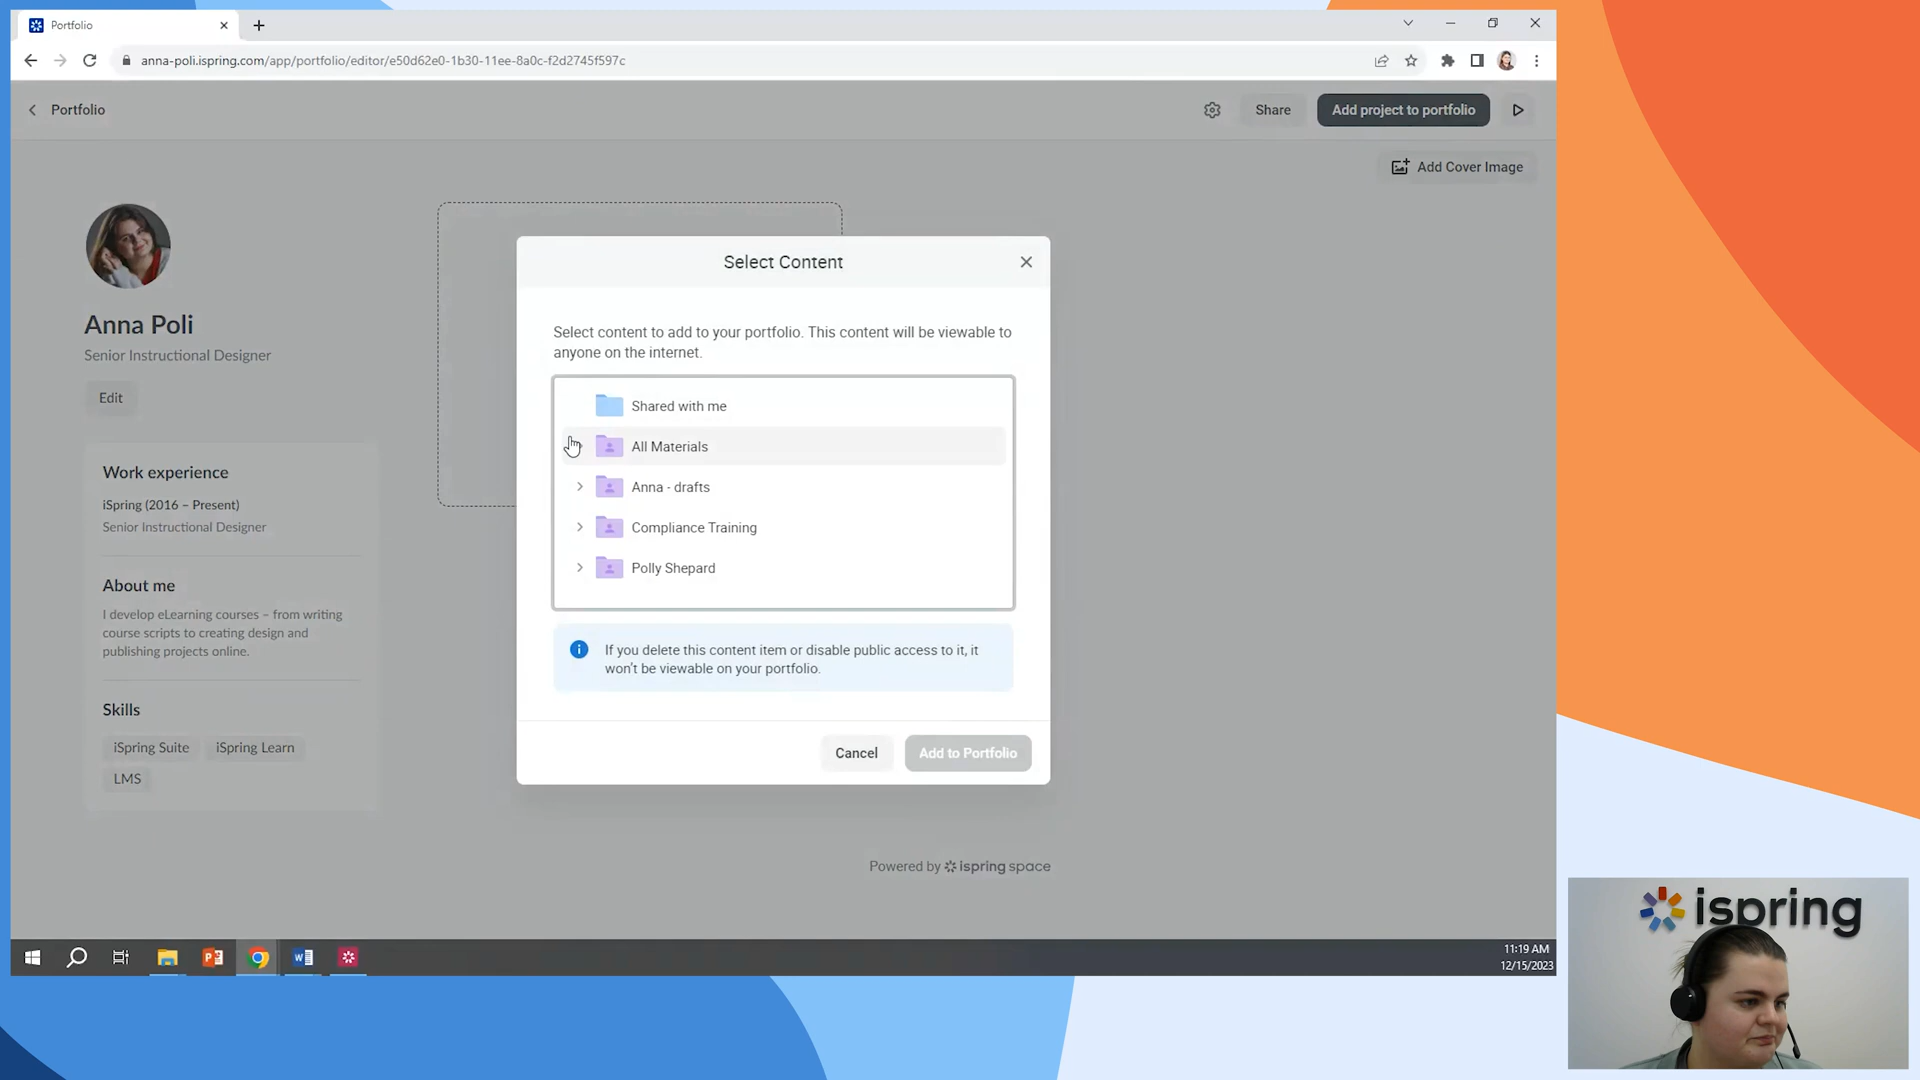 Portfolio
anna-poli.ispring.com/app/portfolio/editor/e50d62e0-1b30-11ee-8a0c-f2d2745f597c
Portfolio
Share
Add project to portfolio
Add Cover Image
Anna Poli
Senior Instructional Designer
Edit
Work experience
iSpring (2016 – Present)
Senior Instructional Designer
About me
I develop eLearning courses – from writing
course scripts to creating design and
publishing projects online.
Skills
iSpring Suite
iSpring Learn
LMS
Select Content
Select content to add to your portfolio. This content will be viewable to
anyone on the internet.
Shared with me
All Materials
Anna - drafts
Compliance Training
Polly Shepard
If you delete this content item or disable public access to it, it
won't be viewable on your portfolio.
Cancel
Add to Portfolio
Powered by ispring space
11:19 AM
12/15/2023
ispring